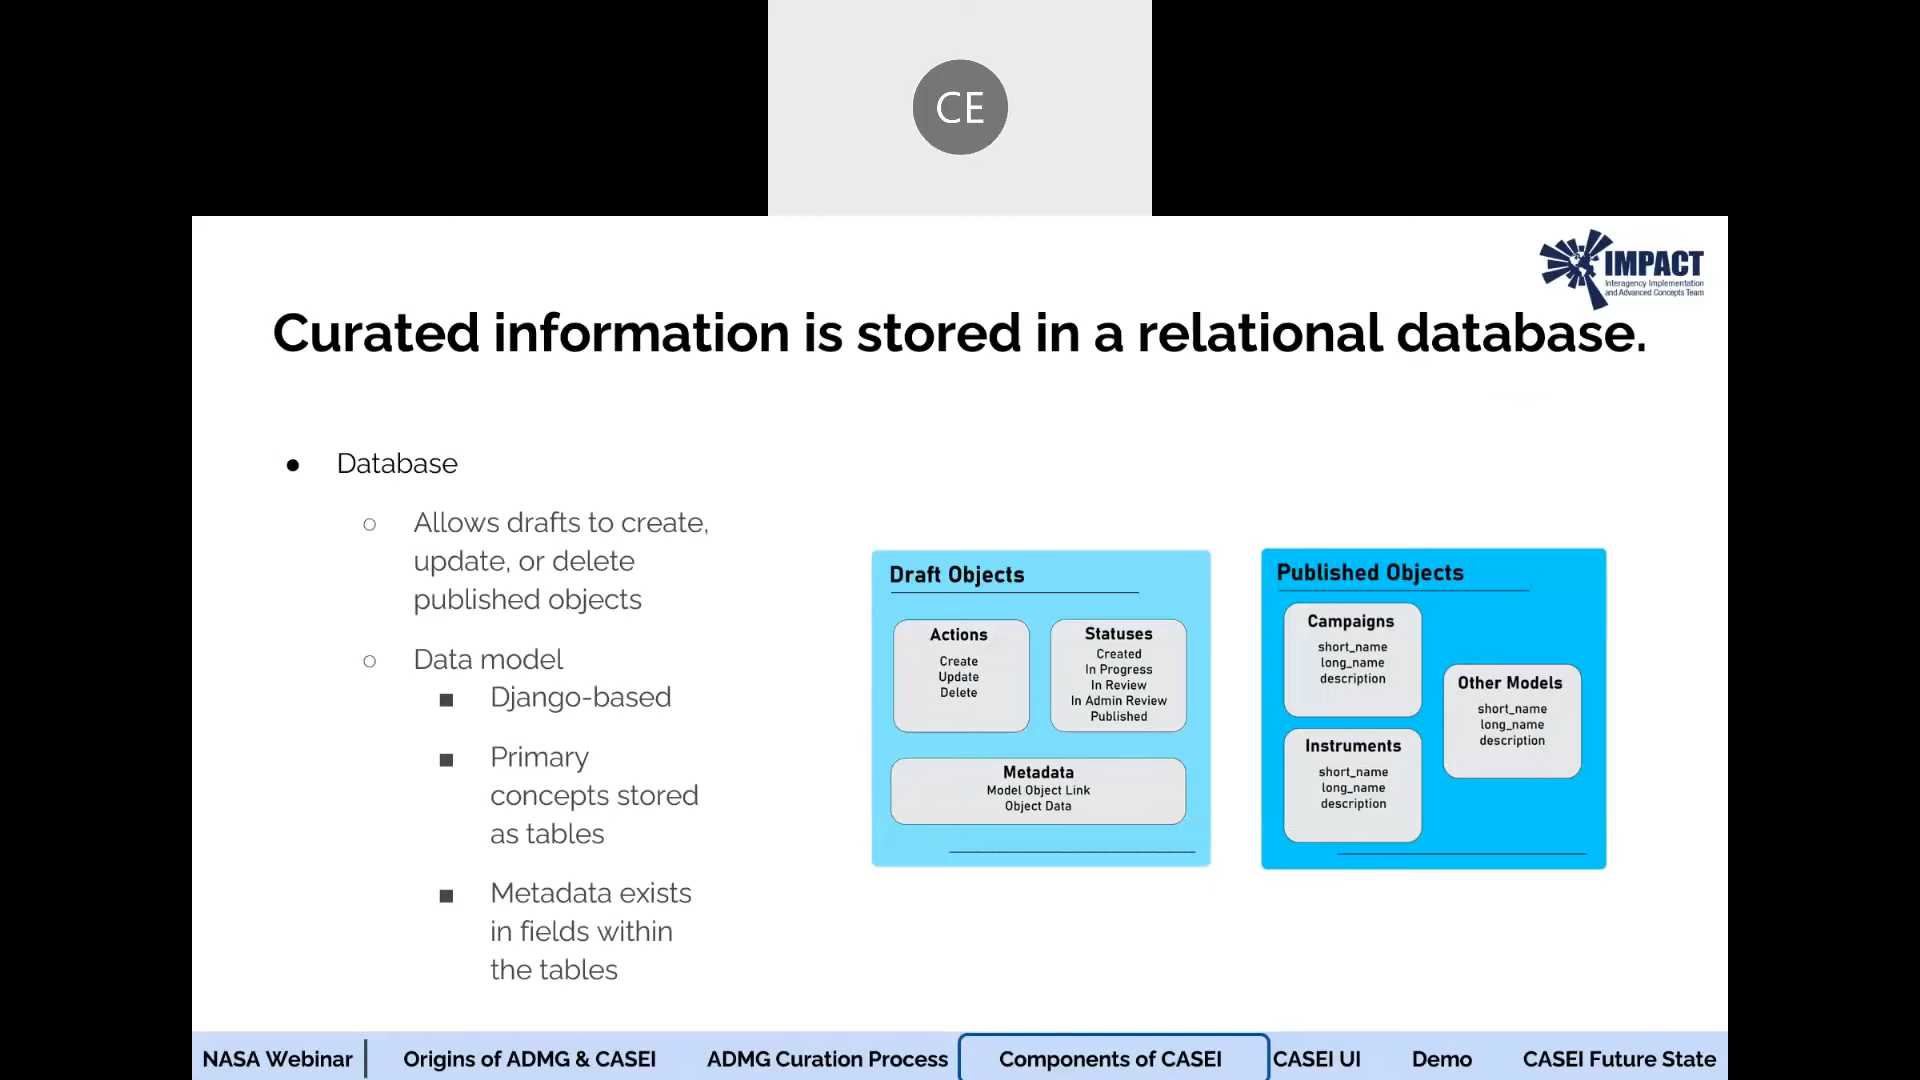 CE
IMPACT
Interagency Implementation
and Advanced Concepts Team
Curated information is stored in a relational database.
● Database
○ Allows drafts to create,
update, or delete
published objects
○ Data model
■ Django-based
■ Primary
concepts stored
as tables
■ Metadata exists
in fields within
the tables
Draft Objects
Actions
Create
Update
Delete
Statuses
Created
In Progress
In Review
In Admin Review
Published
Metadata
Model Object Link
Object Data
Published Objects
Campaigns
short_name
long_name
description
Instruments
short_name
long_name
description
Other Models
short_name
long_name
description
NASA Webinar Origins of ADMG & CASEI ADMG Curation Process Components of CASEI CASEI UI Demo CASEI Future State